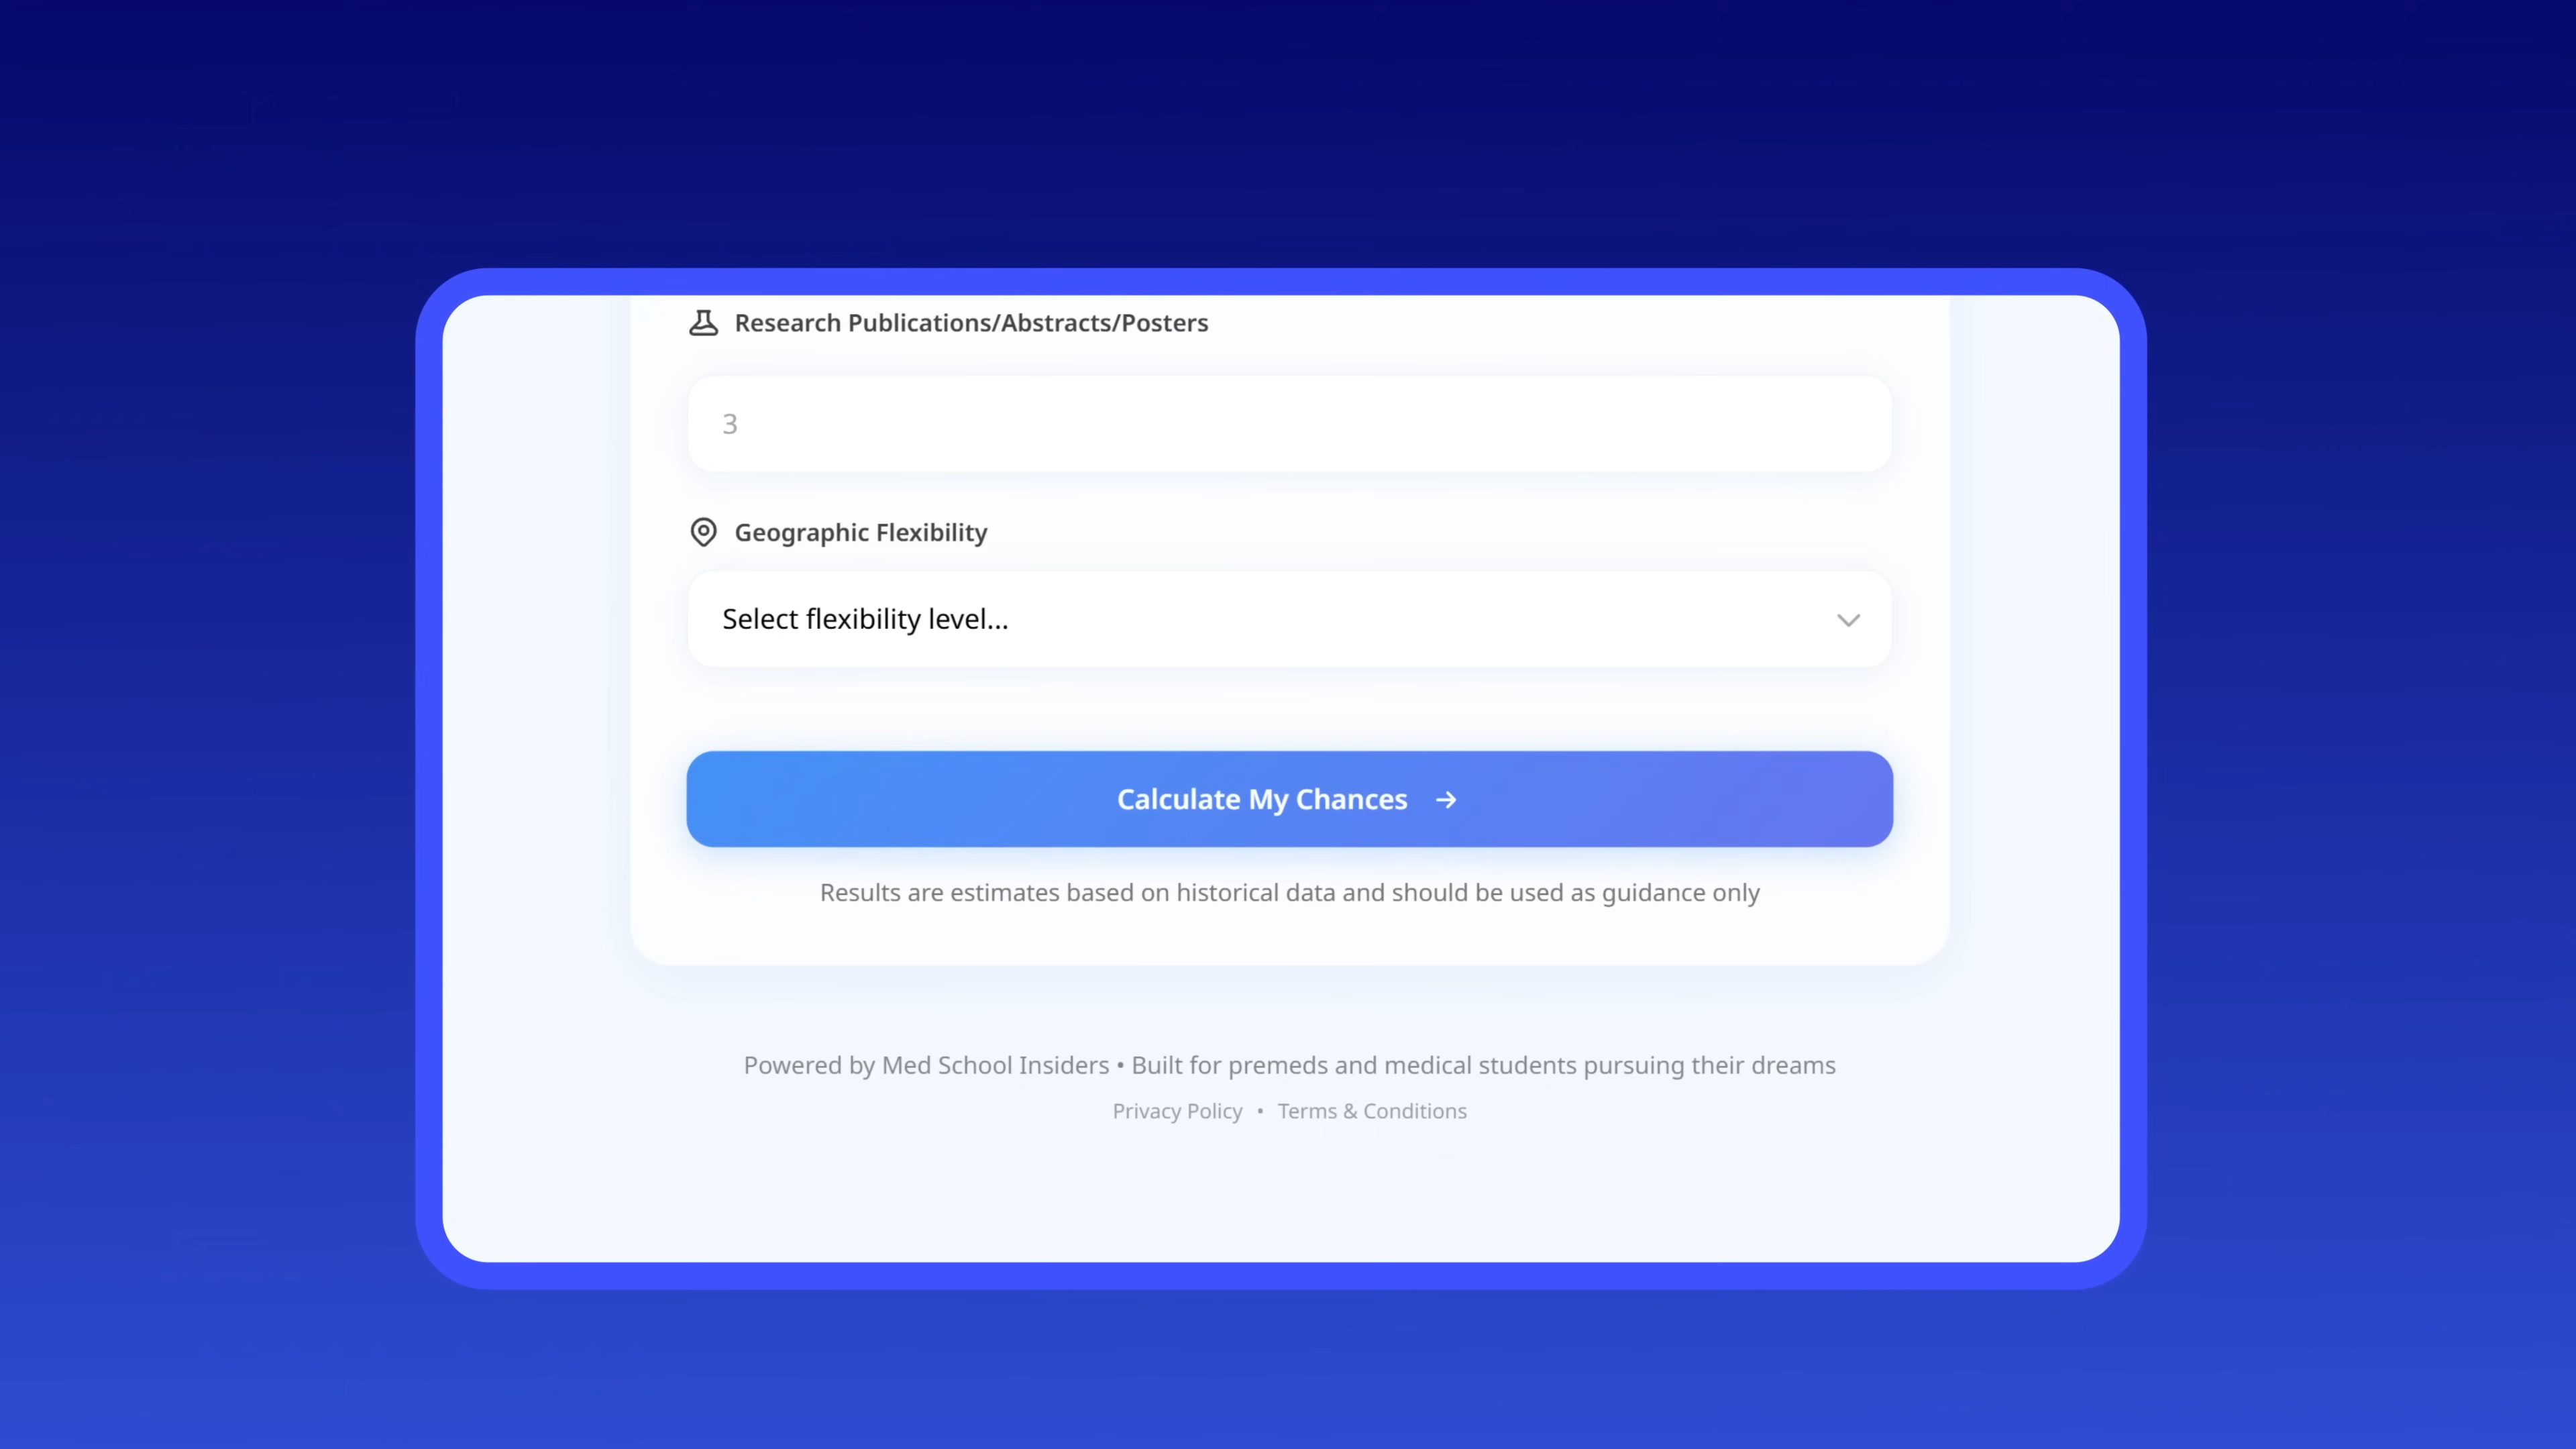 Research Publications/Abstracts/Posters
3
Geographic Flexibility
Select flexibility level...
Calculate My Chances →
Results are estimates based on historical data and should be used as guidance only
Powered by Med School Insiders • Built for premeds and medical students pursuing their dreams
Privacy Policy • Terms & Conditions